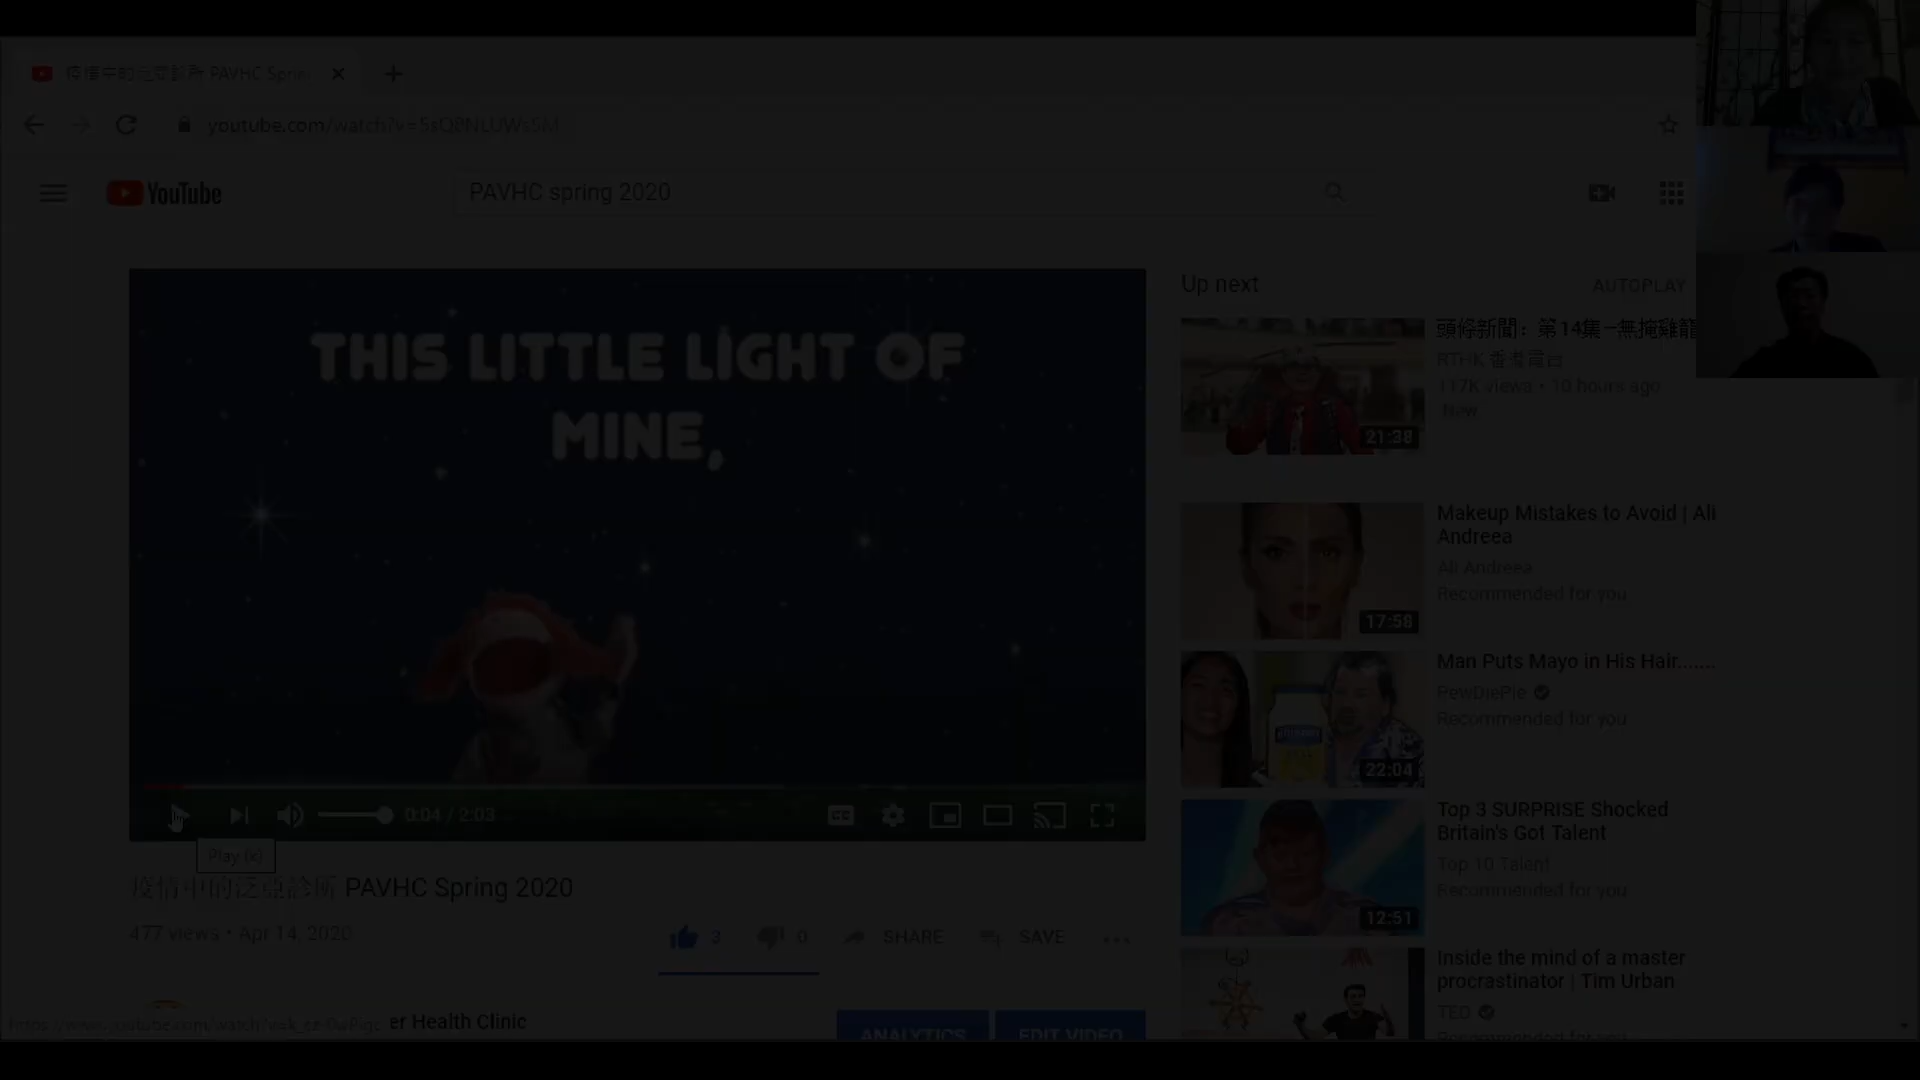 疫情中的泛亞診所 PAVHC Sprin
youtube.com/watch?v=
YouTube
PAVHC spring 2020
THIS LITTLE LIGHT OF
MINE,
0:04 / 2:03
Play (k)
疫情中的泛亞診所 PAVHC Spring 2020
477 views • Apr 14, 2020
3
0
SHARE
SAVE
er Health Clinic
ANALYTICS
EDIT VIDEO
Up next
AUTOPLAY
頭條新聞：第14集－無掩雞籠
RTHK 香港電台
117K views • 10 hours ago
New
21:38
Makeup Mistakes to Avoid | Ali
Andreea
Ali Andreea
Recommended for you
17:58
Man Puts Mayo in His Hair.......
PewDiePie
Recommended for you
22:04
Top 3 SURPRISE Shocked
Britain's Got Talent
Top 10 Talent
Recommended for you
12:51
Inside the mind of a master
procrastinator | Tim Urban
TED
Recommended for you